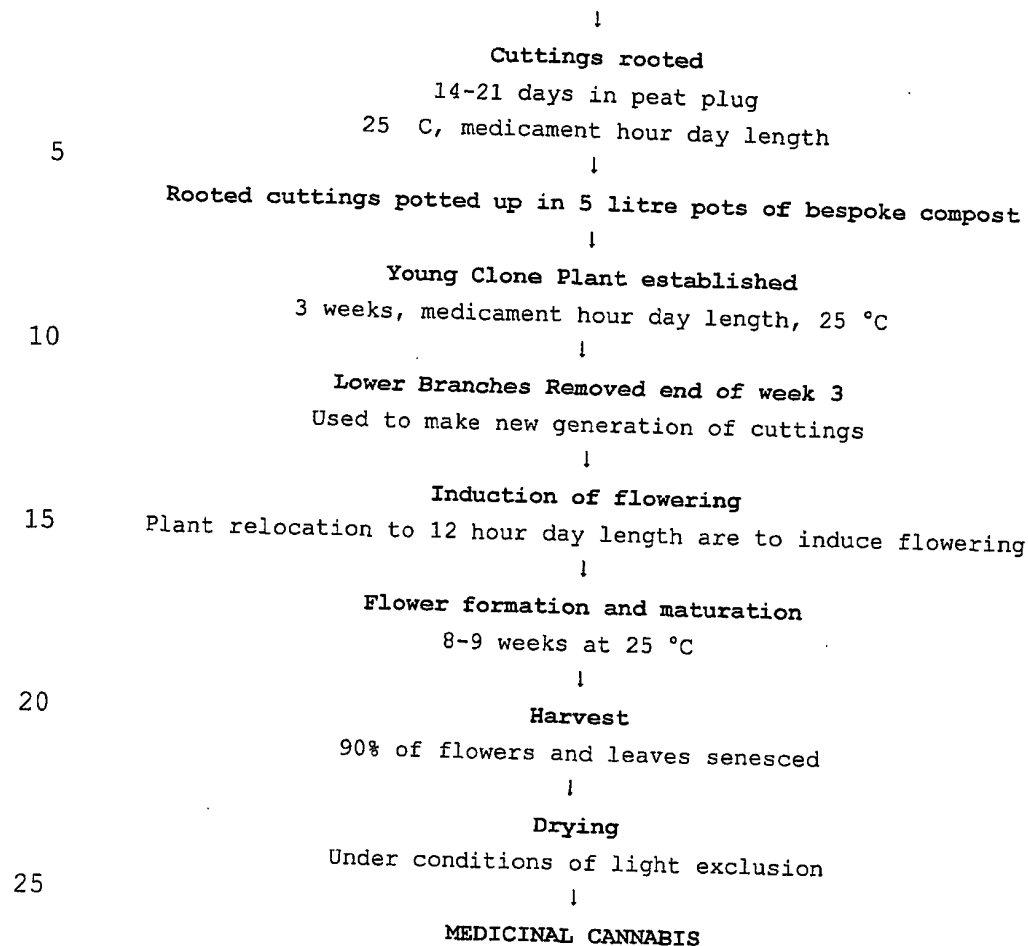 ↓
Cuttings rooted
14-21 days in peat plug
25 C, medicament hour day length
5
↓
Rooted cuttings potted up in 5 litre pots of bespoke compost
↓
Young Clone Plant established
3 weeks, medicament hour day length, 25 °C
10
↓
Lower Branches Removed end of week 3
Used to make new generation of cuttings
↓
Induction of flowering
15
Plant relocation to 12 hour day length are to induce flowering
↓
Flower formation and maturation
8-9 weeks at 25 °C
↓
20
Harvest
90% of flowers and leaves senesced
↓
Drying
Under conditions of light exclusion
25
↓
MEDICINAL CANNABIS